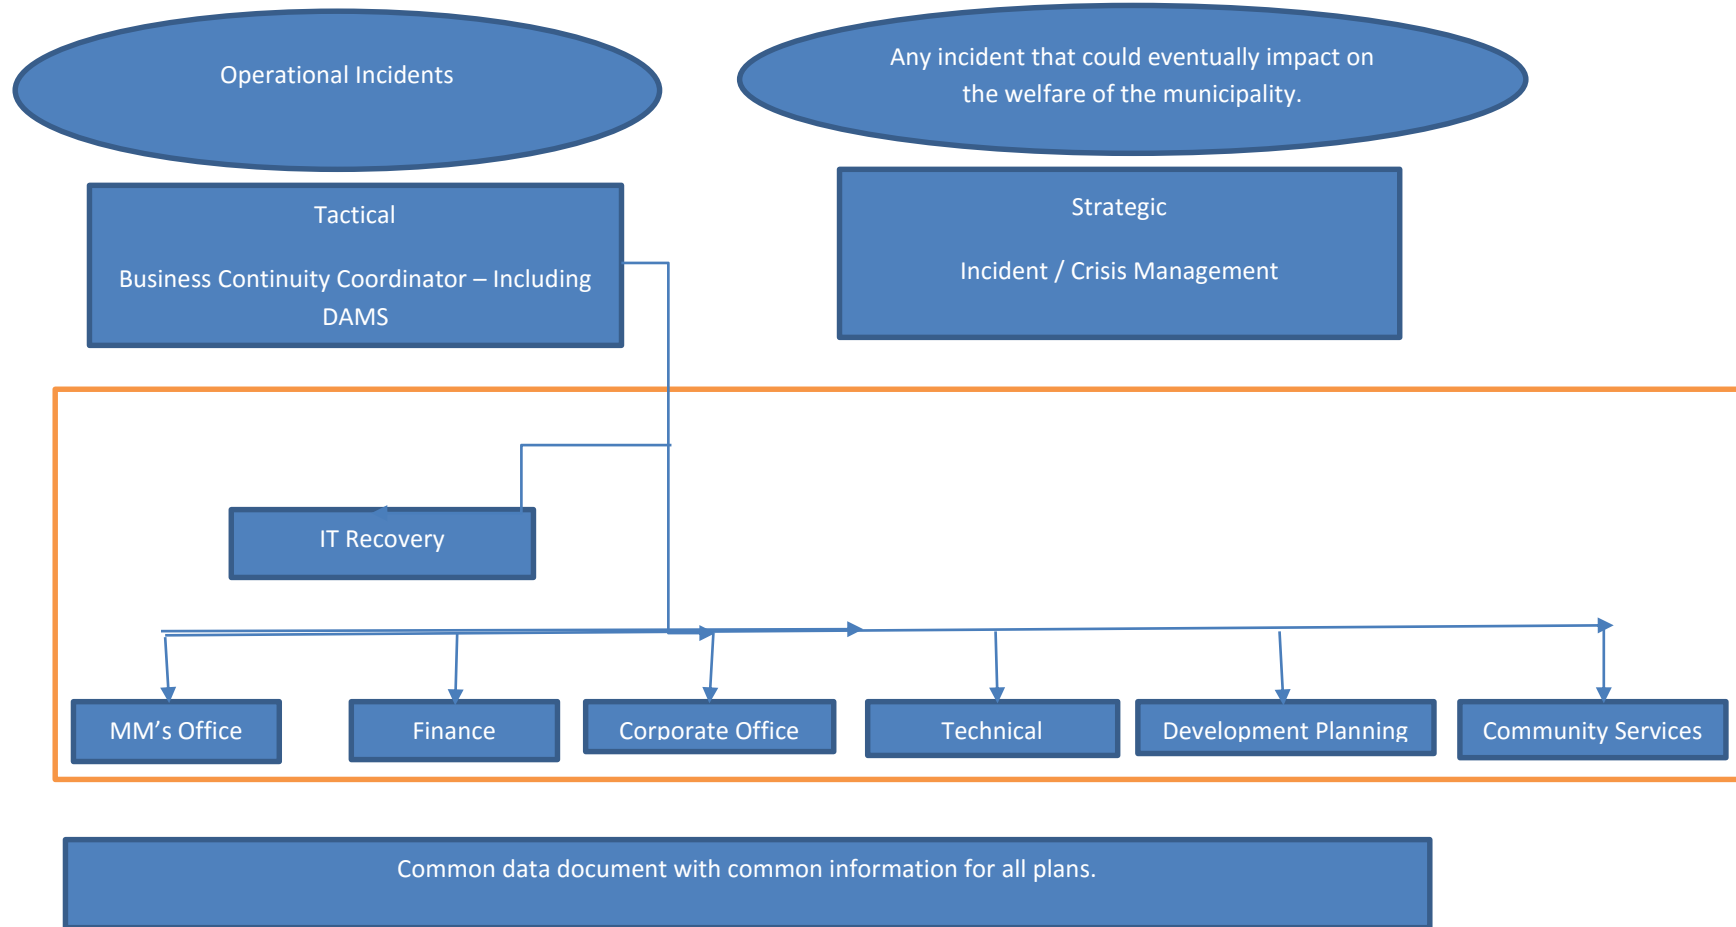 Operational Incidents
Any incident that could eventually impact on
the welfare of the municipality.
Tactical
Business Continuity Coordinator – Including
DAMS
Strategic
Incident / Crisis Management
IT Recovery
MM’s Office
Finance
Corporate Office
Technical
Development Planning
Community Services
Common data document with common information for all plans.